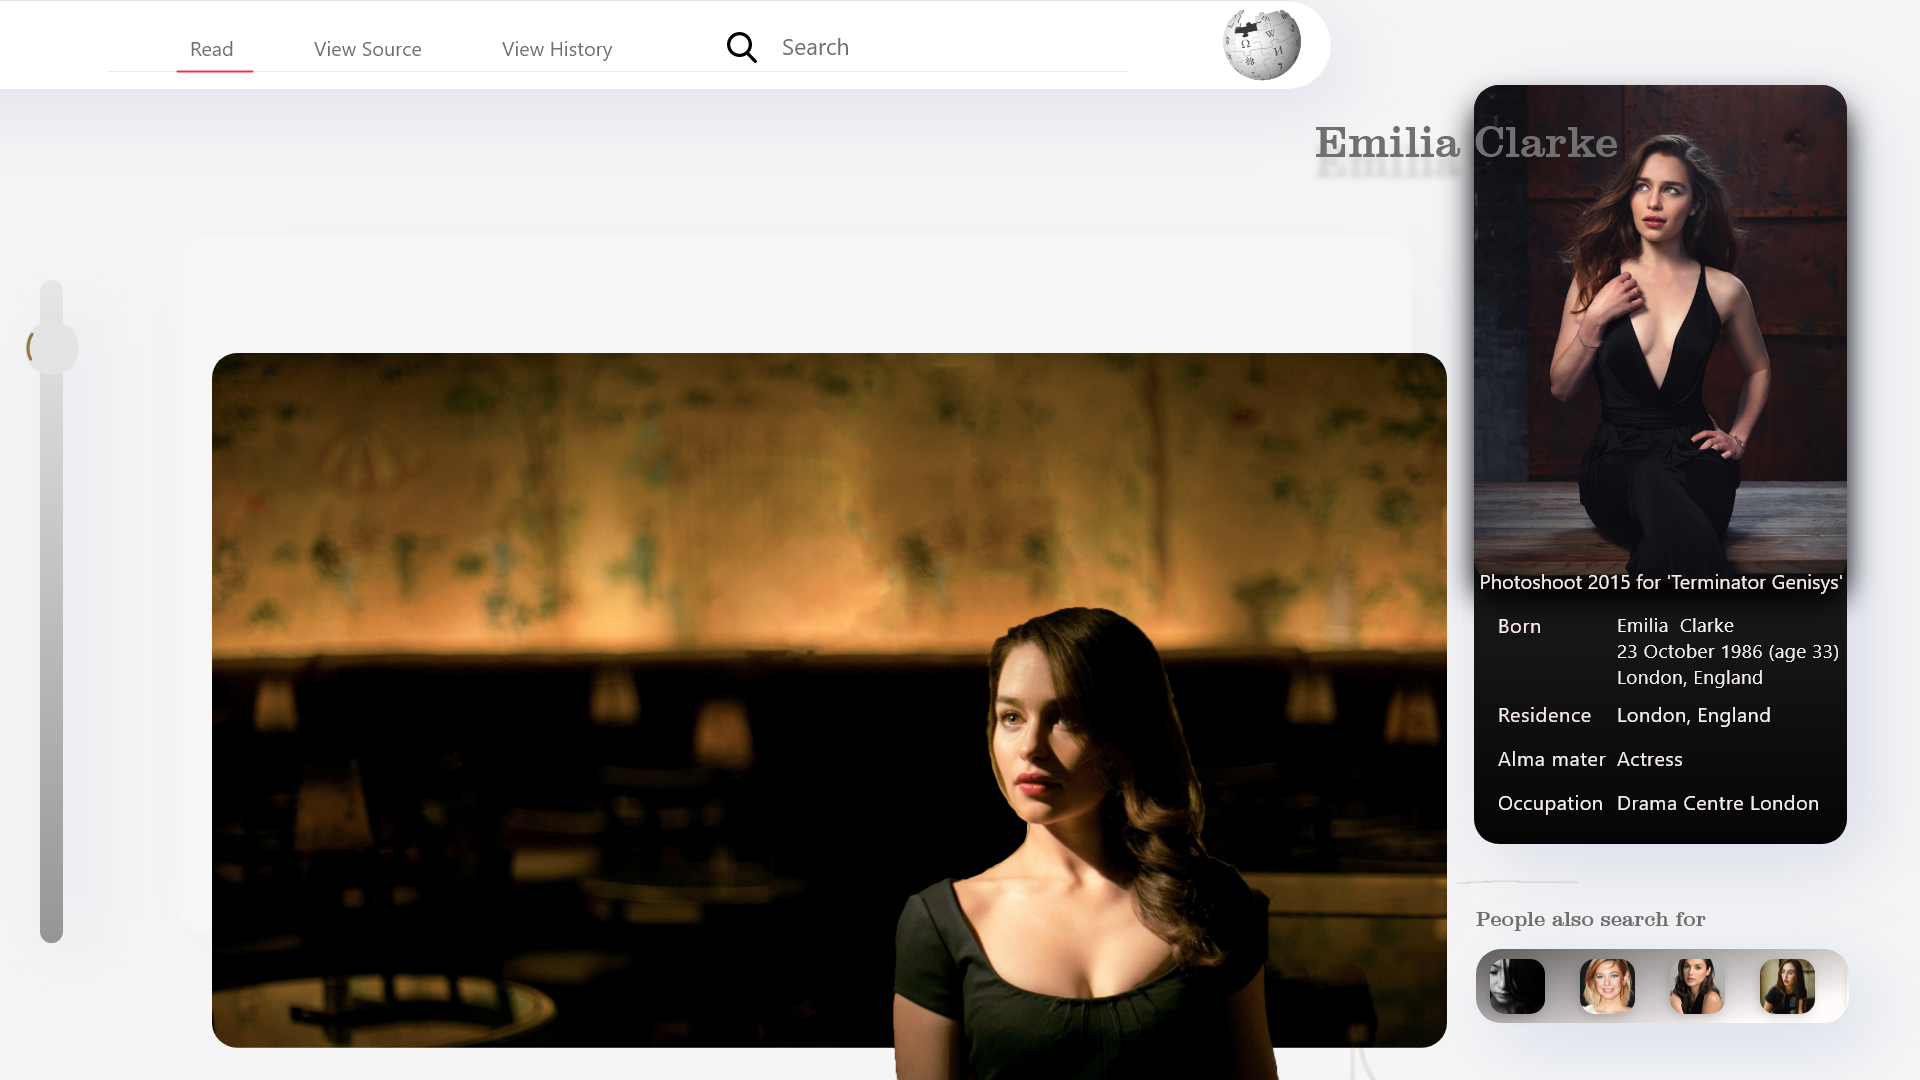 Read
View Source
View History
Search
Emilia Clarke
Photoshoot 2015 for 'Terminator Genisys'
Born Emilia Clarke
23 October 1986 (age 33)
London, England
Residence London, England
Alma mater Actress
Occupation Drama Centre London
People also search for